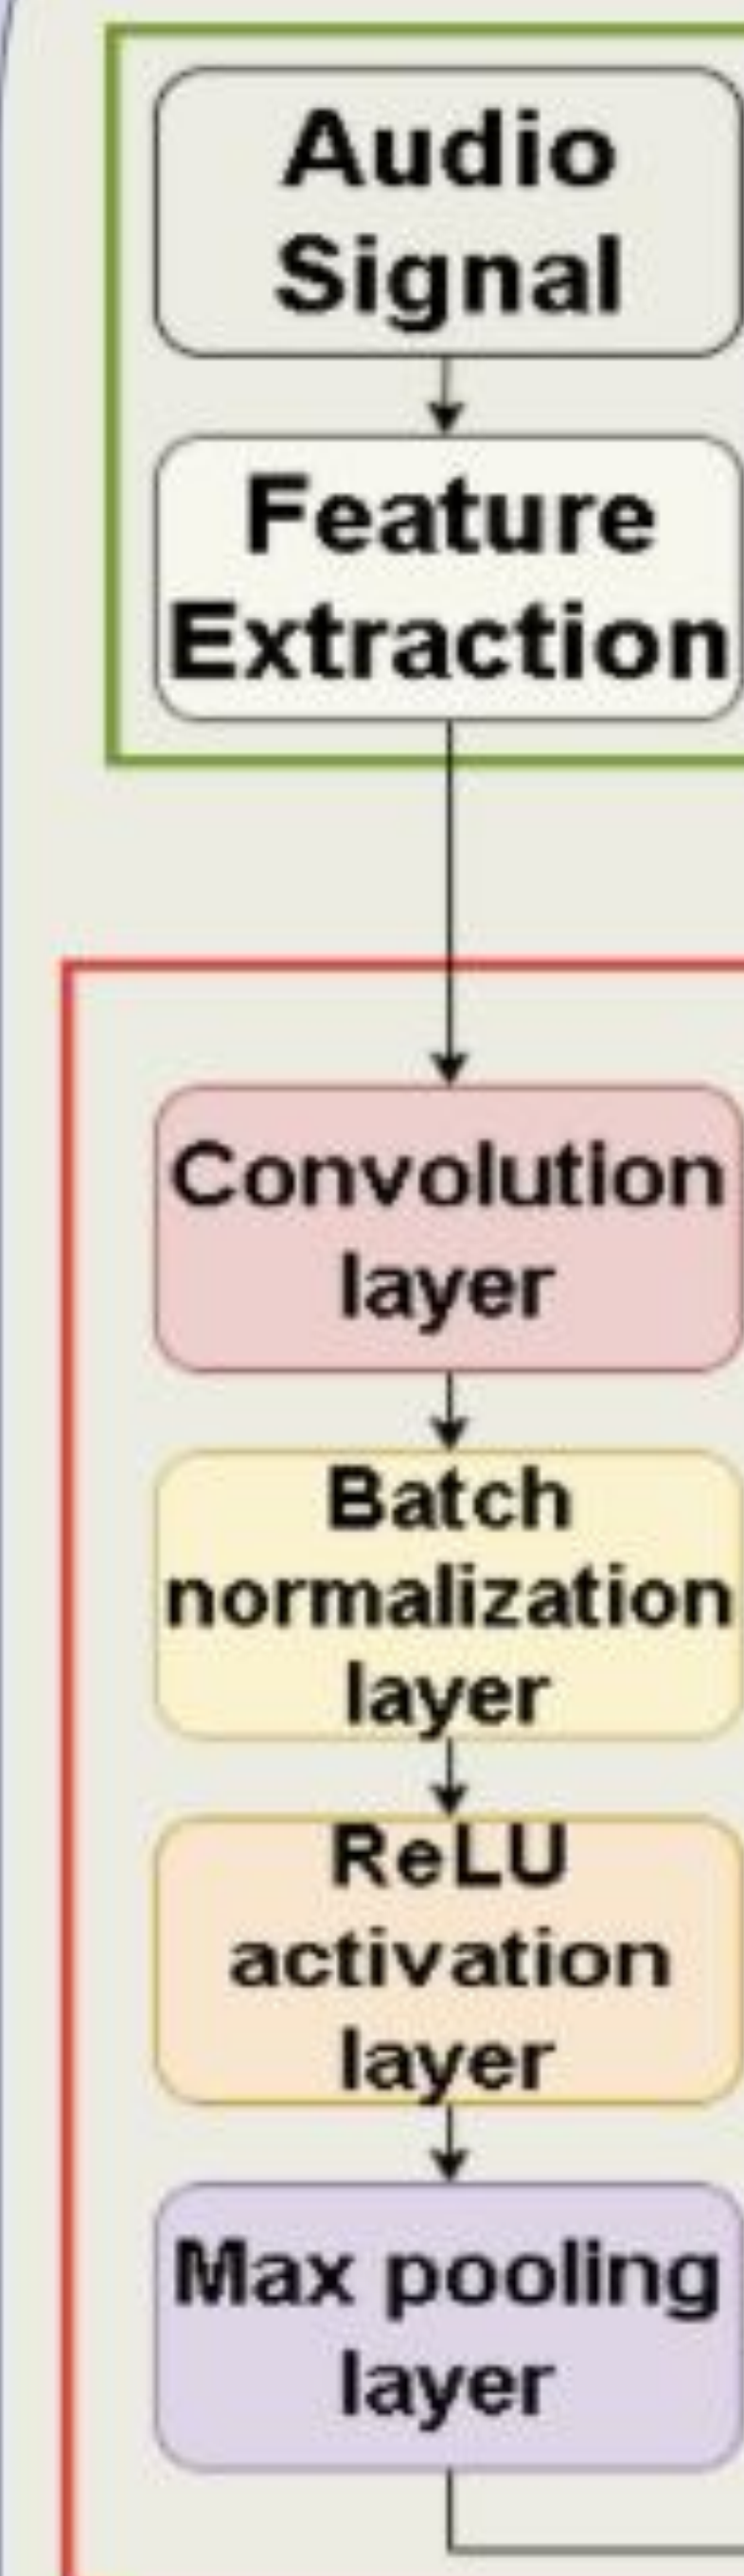 Audio
Signal
Feature
Extraction
Convolution
layer
Batch
normalization
layer
ReLU
activation
layer
Max pooling
layer